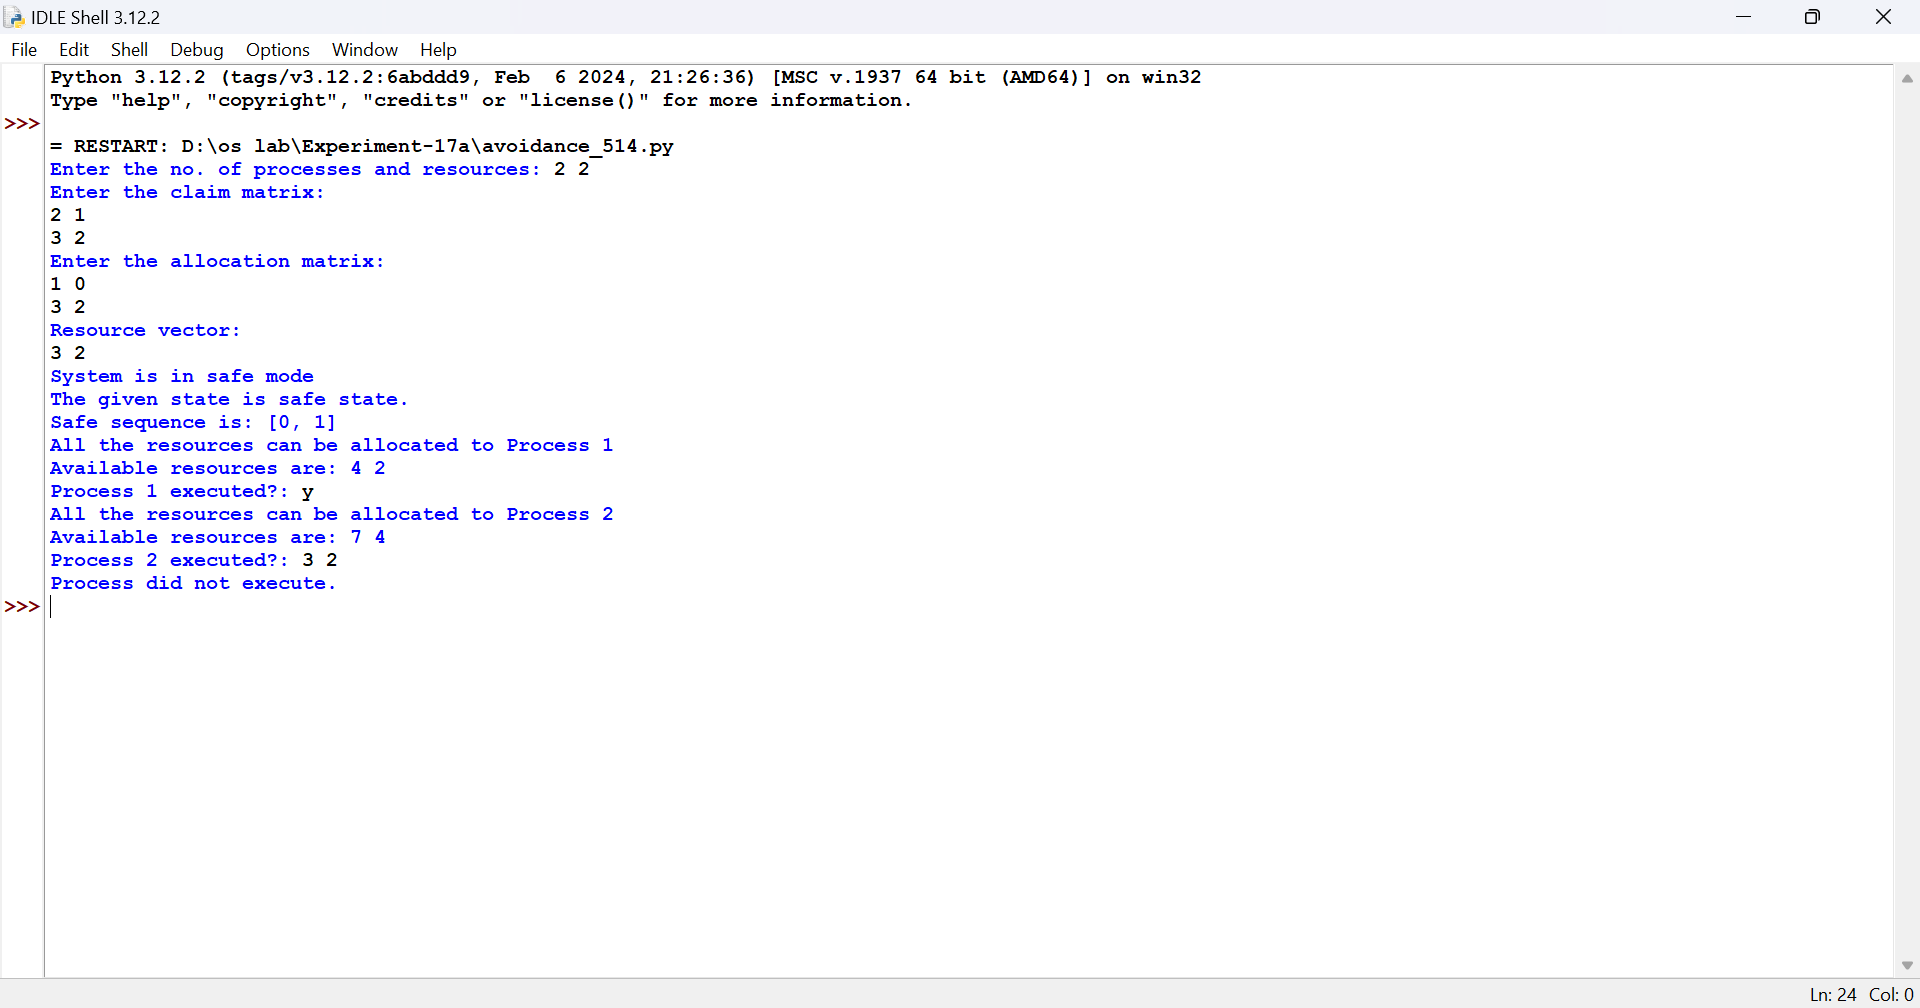 IDLE Shell 3.12.2
File Edit Shell Debug Options Window Help
Python 3.12.2 (tags/v3.12.2:6abddd9, Feb  6 2024, 21:26:36) [MSC v.1937 64 bit (AMD64)] on win32
Type "help", "copyright", "credits" or "license()" for more information.
>>>
= RESTART: D:\os lab\Experiment-17a\avoidance_514.py
Enter the no. of processes and resources: 2 2
Enter the claim matrix:
2 1
3 2
Enter the allocation matrix:
1 0
3 2
Resource vector:
3 2
System is in safe mode
The given state is safe state.
Safe sequence is: [0, 1]
All the resources can be allocated to Process 1
Available resources are: 4 2
Process 1 executed?: y
All the resources can be allocated to Process 2
Available resources are: 7 4
Process 2 executed?: 3 2
Process did not execute.
>>>
Ln: 24 Col: 0